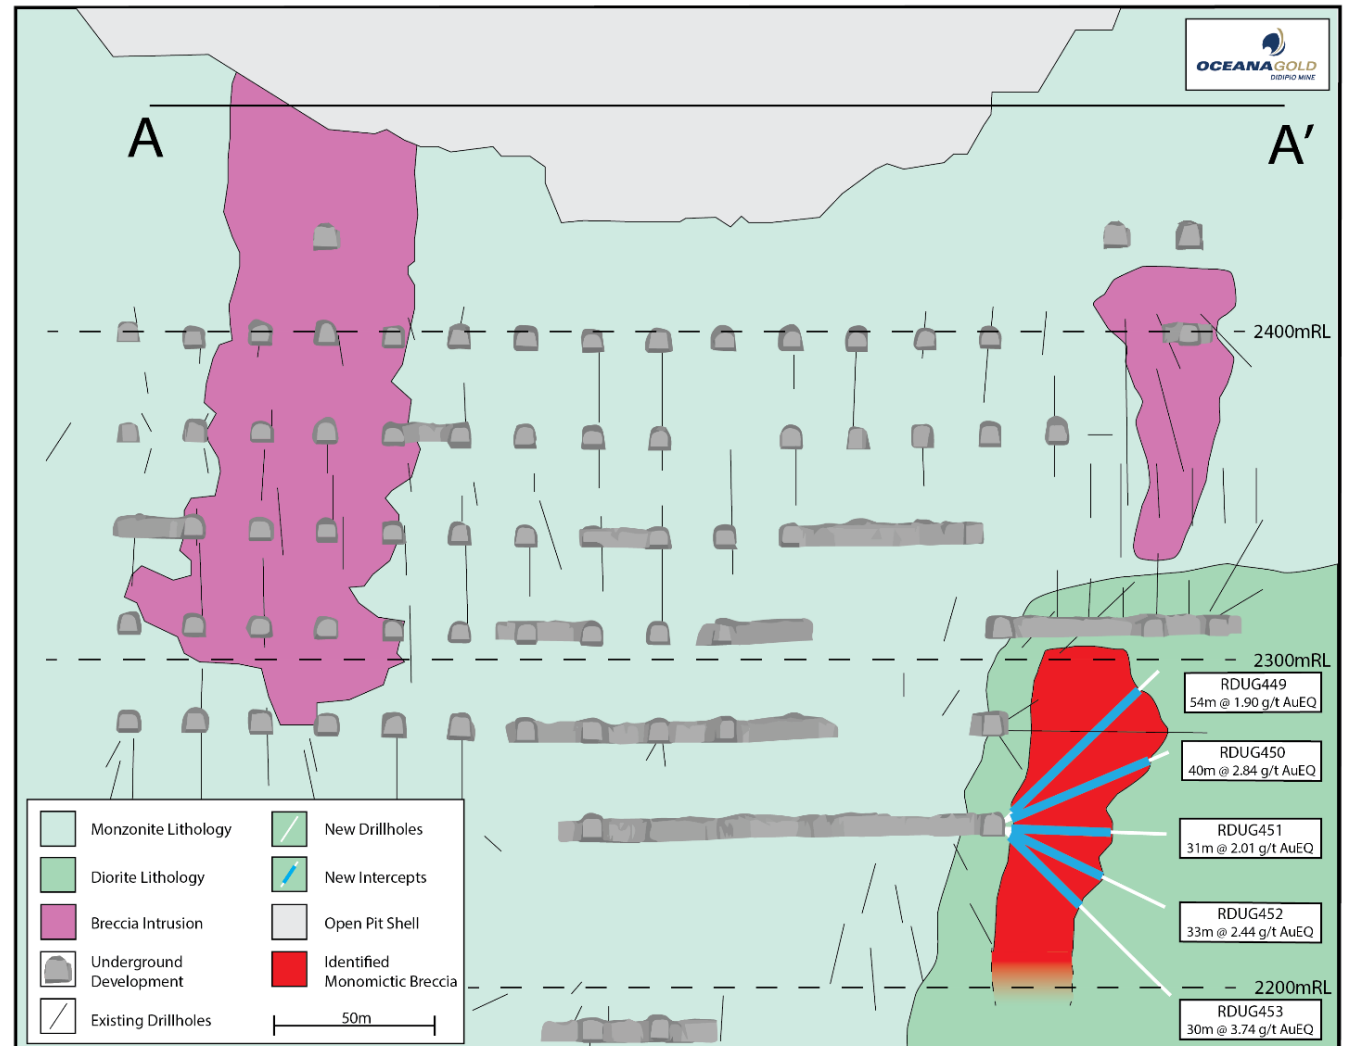 OCEANAGOLD
DIDIPIO MINE
A
A′
2400mRL
2300mRL
RDUG449
54m @ 1.90 g/t AuEQ
RDUG450
40m @ 2.84 g/t AuEQ
RDUG451
31m @ 2.01 g/t AuEQ
RDUG452
33m @ 2.44 g/t AuEQ
2200mRL
RDUG453
30m @ 3.74 g/t AuEQ
Monzonite Lithology
Diorite Lithology
Breccia Intrusion
Underground
Development
Existing Drillholes
New Drillholes
New Intercepts
Open Pit Shell
Identified
Monomictic Breccia
50m